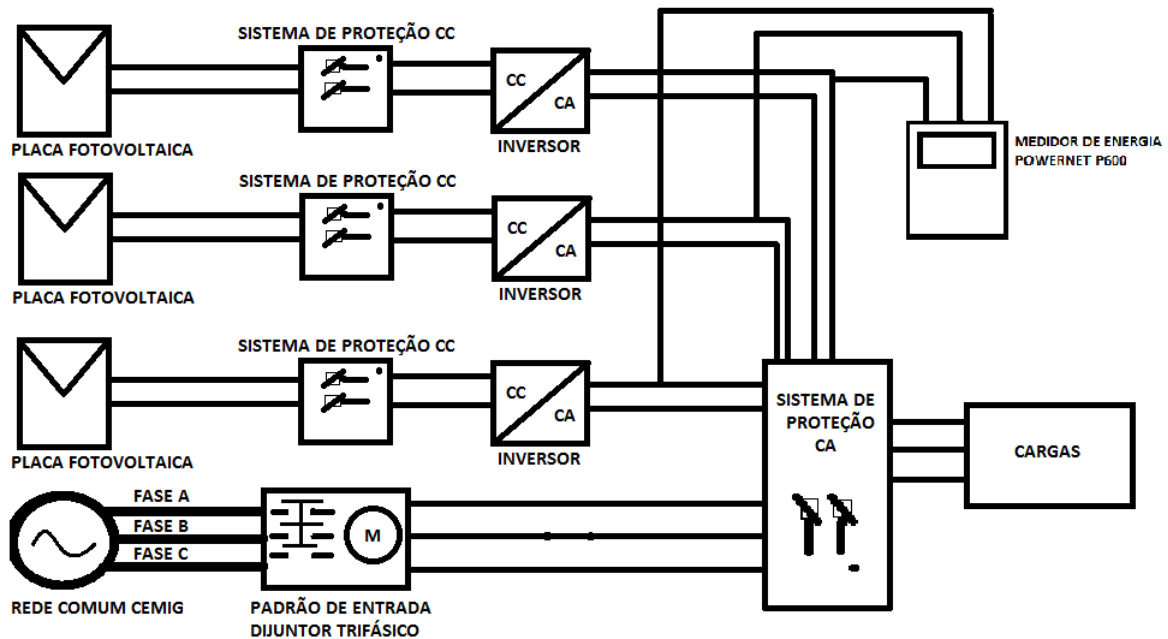 SISTEMA DE PROTEÇÃO CC
CC
CA
PLACA FOTOVOLTAICA
INVERSOR
MEDIDOR DE ENERGIA
POWERNET P600
SISTEMA DE PROTEÇÃO CC
CC
CA
PLACA FOTOVOLTAICA
INVERSOR
SISTEMA DE PROTEÇÃO CC
CC
CA
PLACA FOTOVOLTAICA
INVERSOR
SISTEMA DE
PROTEÇÃO
CA
CARGAS
FASE A
FASE B
FASE C
M
REDE COMUM CEMIG
PADRÃO DE ENTRADA
DIJUNTOR TRIFÁSICO